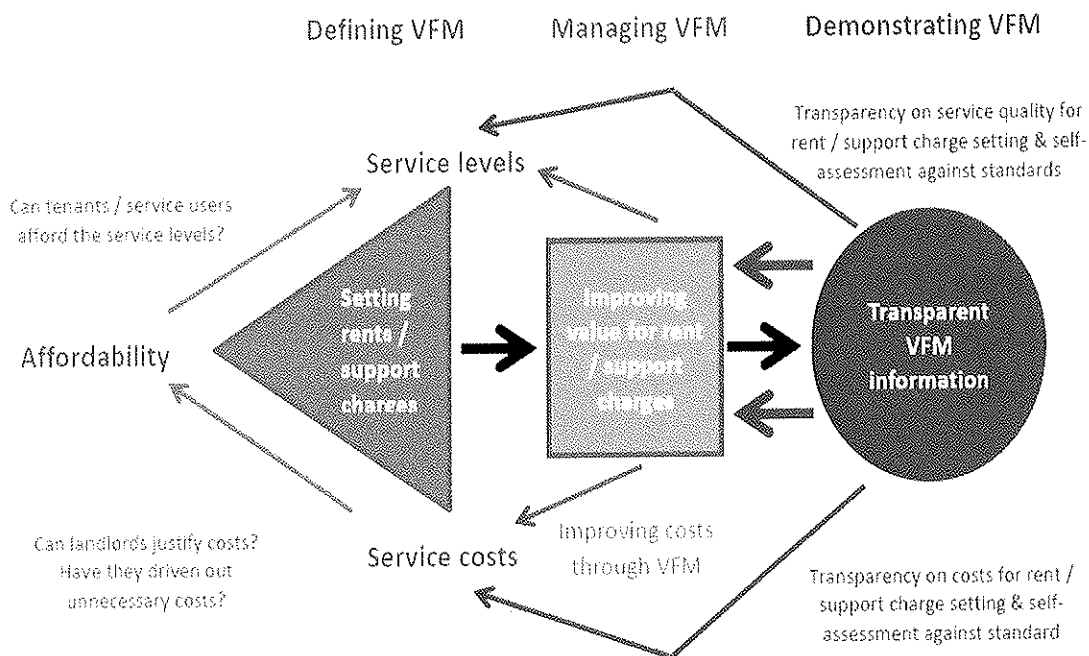 Defining VFM
Managing VFM
Demonstrating VFM
Transparency on service quality for
rent / support charge setting & self-
assessment against standards
Service levels
Can tenants / service users
afford the service levels?
Setting
rents /
support
charges
Improving
value for rent
/ support
charges
Transparent
VFM
information
Affordability
Can landlords justify costs?
Have they driven out
unnecessary costs?
Service costs
Improving costs
through VFM
Transparency on costs for rent /
support charge setting & self-
assessment against standard